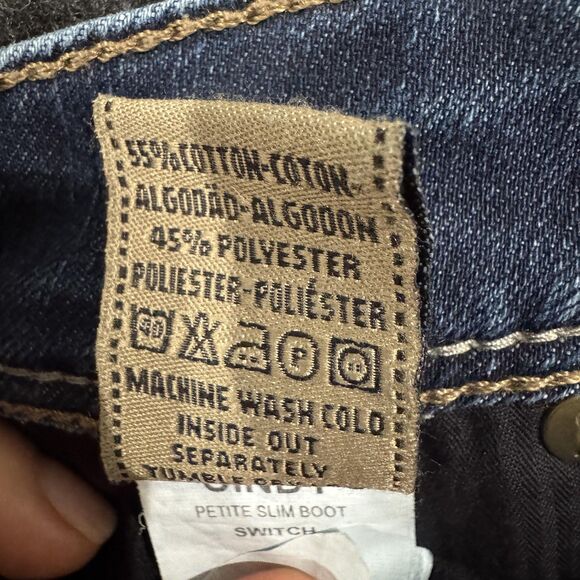 55% COTTON-COTON-
ALGODÃO-ALGODON
45% POLYESTER
POLIESTER-POLIÉSTER
P
MACHINE WASH COLD
INSIDE OUT
SEPARATELY
TUMBLE
PETITE SLIM BOOT
SWITCH